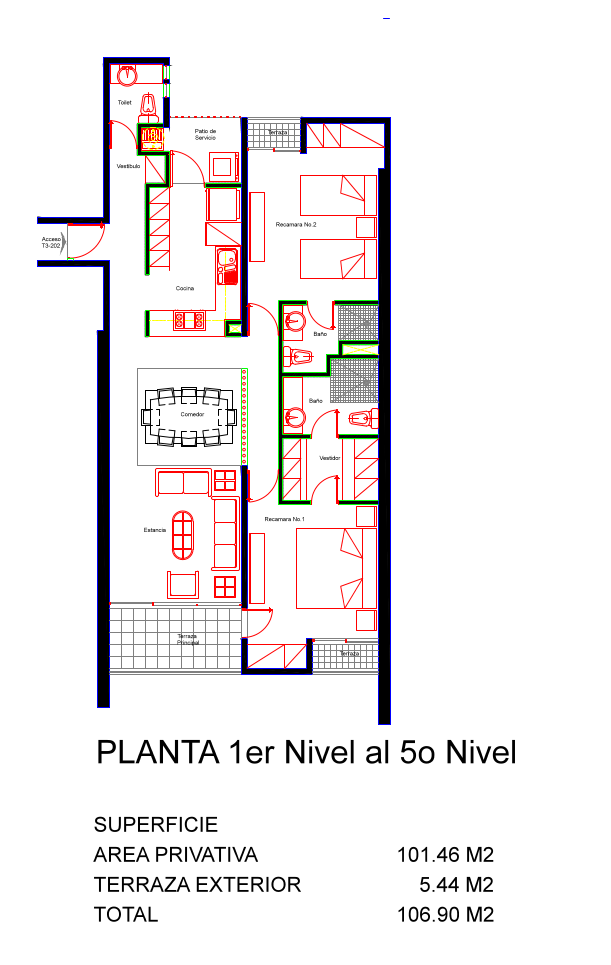 Toilet
Terraza
Patio de
Servicio
Vestibulo
Recamara No.2
Acceso
T3-202
Cocina
Baño
Baño
Comedor
Vestidor
Recamara No.1
Estancia
Terraza
Principal
Terraza
PLANTA 1er Nivel al 5o Nivel
SUPERFICIE
AREA PRIVATIVA 101.46 M2
TERRAZA EXTERIOR 5.44 M2
TOTAL 106.90 M2